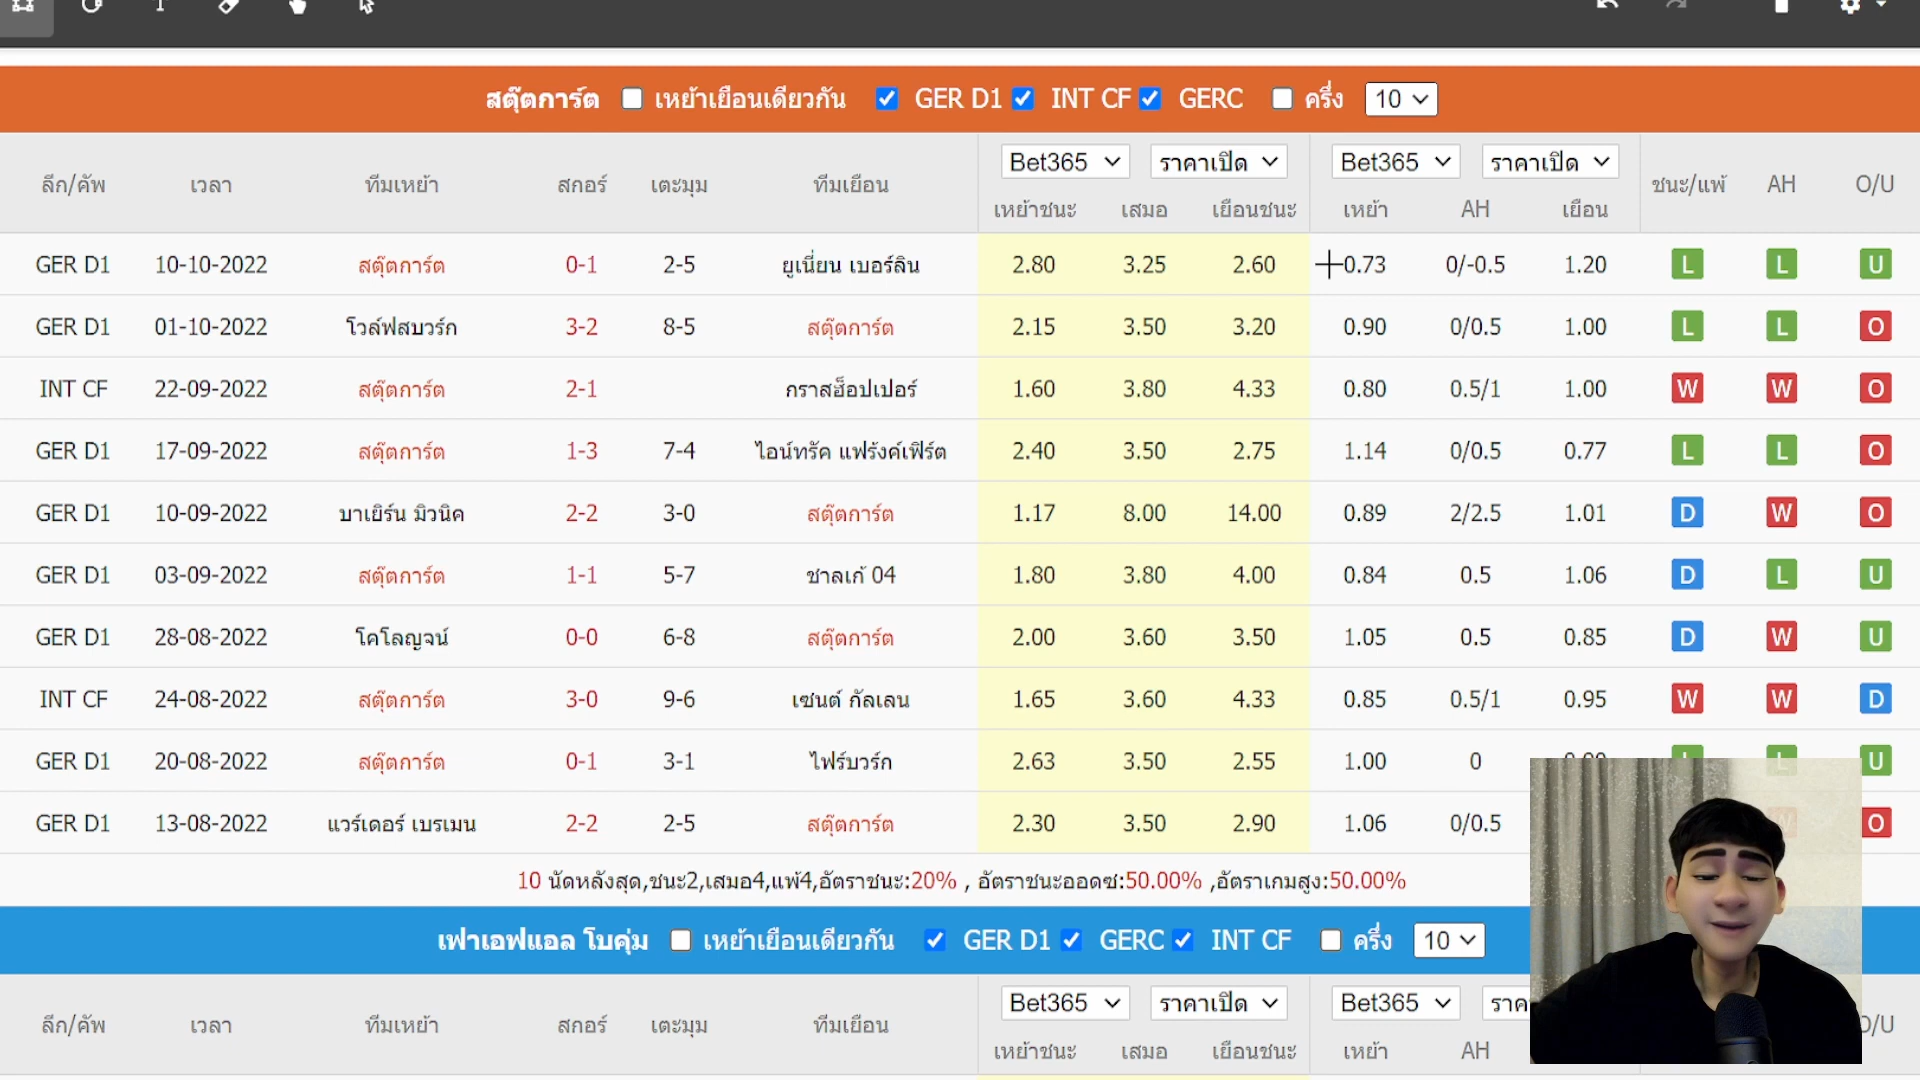 สตุ๊ตการ์ต เหย้าเยือนเดียวกัน GER D1 INT CF GERC ครึ่ง 10
ลีก/คัพ เวลา ทีมเหย้า สกอร์ เตะมุม ทีมเยือน Bet365 ราคาเปิด Bet365 ราคาเปิด ชนะ/แพ้ AH O/U
เหย้าชนะ เสมอ เยือนชนะ เหย้า AH เยือน
GER D1 10-10-2022 สตุ๊ตการ์ต 0-1 2-5 ยูเนี่ยน เบอร์ลิน 2.80 3.25 2.60 0.73 0/-0.5 1.20 L L U
GER D1 01-10-2022 โวล์ฟสบวร์ก 3-2 8-5 สตุ๊ตการ์ต 2.15 3.50 3.20 0.90 0/0.5 1.00 L L O
INT CF 22-09-2022 สตุ๊ตการ์ต 2-1 กราสฮ็อปเปอร์ 1.60 3.80 4.33 0.80 0.5/1 1.00 W W O
GER D1 17-09-2022 สตุ๊ตการ์ต 1-3 7-4 ไอน์ทรัค แฟร้งค์เฟิร์ต 2.40 3.50 2.75 1.14 0/0.5 0.77 L L O
GER D1 10-09-2022 บาเยิร์น มิวนิค 2-2 3-0 สตุ๊ตการ์ต 1.17 8.00 14.00 0.89 2/2.5 1.01 D W O
GER D1 03-09-2022 สตุ๊ตการ์ต 1-1 5-7 ชาลเก้ 04 1.80 3.80 4.00 0.84 0.5 1.06 D L U
GER D1 28-08-2022 โคโลญจน์ 0-0 6-8 สตุ๊ตการ์ต 2.00 3.60 3.50 1.05 0.5 0.85 D W U
INT CF 24-08-2022 สตุ๊ตการ์ต 3-0 9-6 เซนต์ กัลเลน 1.65 3.60 4.33 0.85 0.5/1 0.95 W W D
GER D1 20-08-2022 สตุ๊ตการ์ต 0-1 3-1 ไฟร์บวร์ก 2.63 3.50 2.55 1.00 0 U
GER D1 13-08-2022 แวร์เดอร์ เบรเมน 2-2 2-5 สตุ๊ตการ์ต 2.30 3.50 2.90 1.06 0/0.5 O
10 นัดหลังสุด,ชนะ2,เสมอ4,แพ้4,อัตราชนะ:20% , อัตราชนะออดซ:50.00% ,อัตราเกมสูง:50.00%
เฟาเอฟแอล โบคุ่ม เหย้าเยือนเดียวกัน GER D1 GERC INT CF ครึ่ง 10
ลีก/คัพ เวลา ทีมเหย้า สกอร์ เตะมุม ทีมเยือน Bet365 ราคาเปิด Bet365 O/U
เหย้าชนะ เสมอ เยือนชนะ เหย้า AH